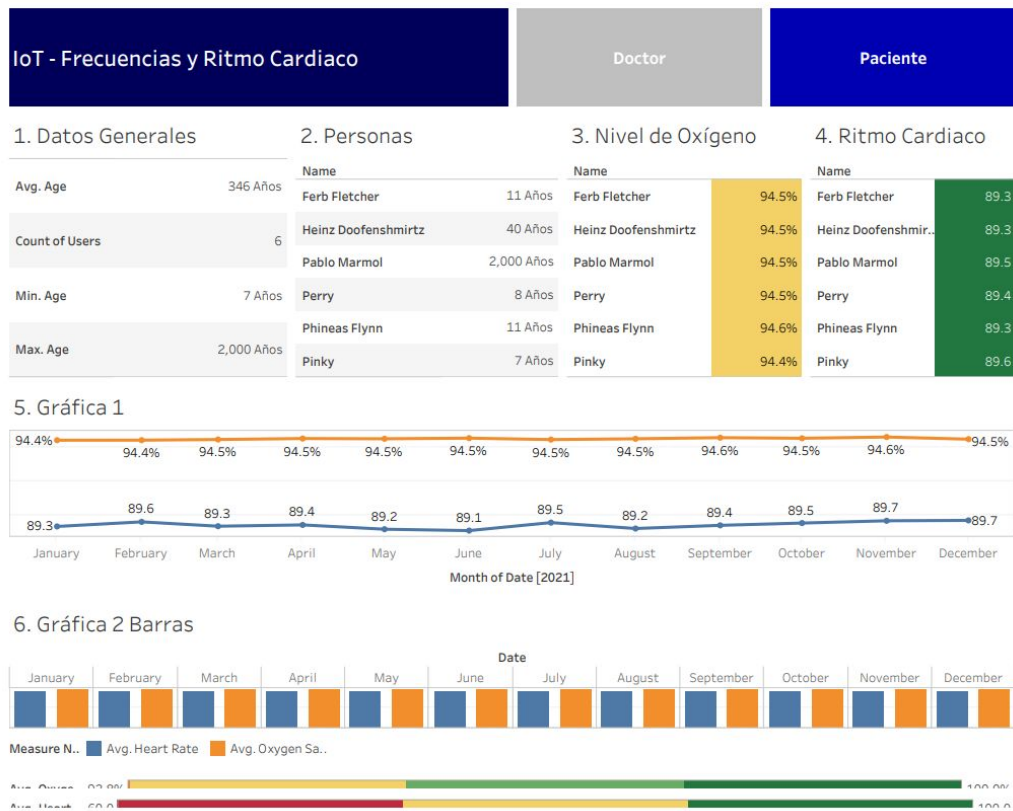 IoT - Frecuencias y Ritmo Cardiaco
Doctor
Paciente
1. Datos Generales
Avg. Age 346 Años
Count of Users 6
Min. Age 7 Años
Max. Age 2,000 Años
2. Personas
Name
Ferb Fletcher 11 Años
Heinz Doofenshmirtz 40 Años
Pablo Marmol 2,000 Años
Perry 8 Años
Phineas Flynn 11 Años
Pinky 7 Años
3. Nivel de Oxígeno
Name
Ferb Fletcher 94.5%
Heinz Doofenshmirtz 94.5%
Pablo Marmol 94.5%
Perry 94.5%
Phineas Flynn 94.6%
Pinky 94.4%
4. Ritmo Cardiaco
Name
Ferb Fletcher 89.3
Heinz Doofenshmir.. 89.3
Pablo Marmol 89.5
Perry 89.4
Phineas Flynn 89.3
Pinky 89.6
5. Gráfica 1
94.4% 94.4% 94.5% 94.5% 94.5% 94.5% 94.5% 94.5% 94.6% 94.5% 94.6% 94.5%
89.3 89.6 89.3 89.4 89.2 89.1 89.5 89.2 89.4 89.5 89.7 89.7
January February March April May June July August September October November December
Month of Date [2021]
6. Gráfica 2 Barras
Date
January February March April May June July August September October November December
Measure N.. Avg. Heart Rate Avg. Oxygen Sa..
100.0%
Avg. Heart 100.0